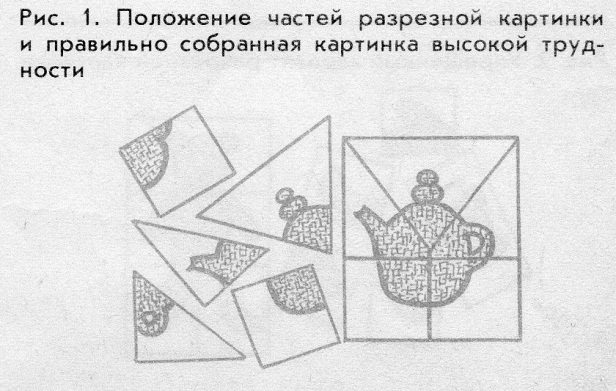 Рис. 1. Положение частей разрезной картинки
и правильно собранная картинка высокой труд-
ности